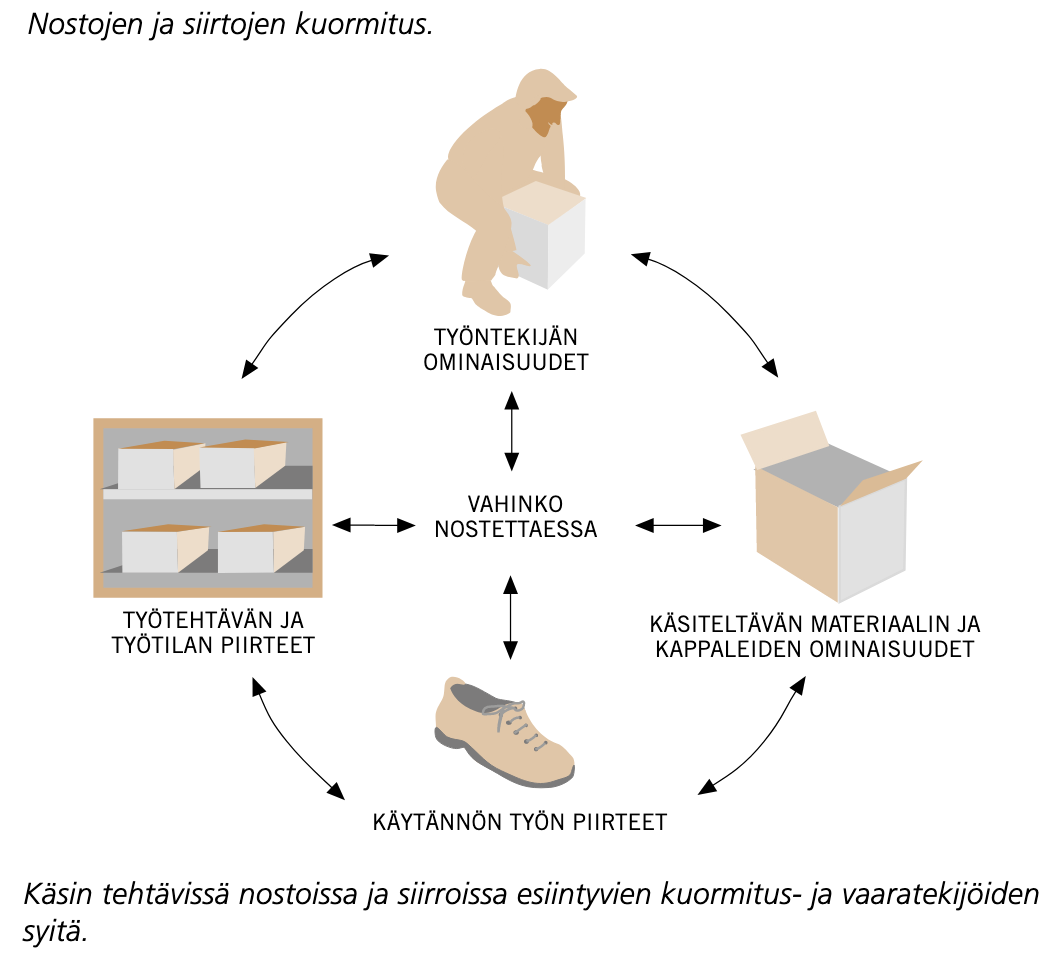 Nostojen ja siirtojen kuormitus.
TYÖNTEKIJÄN
OMINAISUUDET
VAHINKO
NOSTETTAESSA
TYÖTEHTÄVÄN JA
TYÖTILAN PIIRTEET
KÄSITELTÄVÄN MATERIAALIN JA
KAPPALEIDEN OMINAISUUDET
KÄYTÄNNÖN TYÖN PIIRTEET
Käsin tehtävissä nostoissa ja siirroissa esiintyvien kuormitus- ja vaaratekijöiden
syitä.